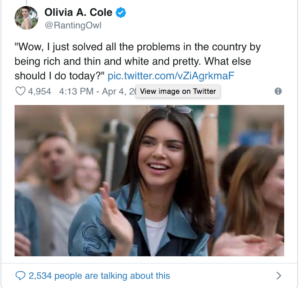 Olivia A. Cole
@RantingOwl
"Wow, I just solved all the problems in the country by
being rich and thin and white and pretty. What else
should I do today?" pic.twitter.com/vZiAgrkmaF
4,954 4:13 PM - Apr 4, 20
View image on Twitter
2,534 people are talking about this